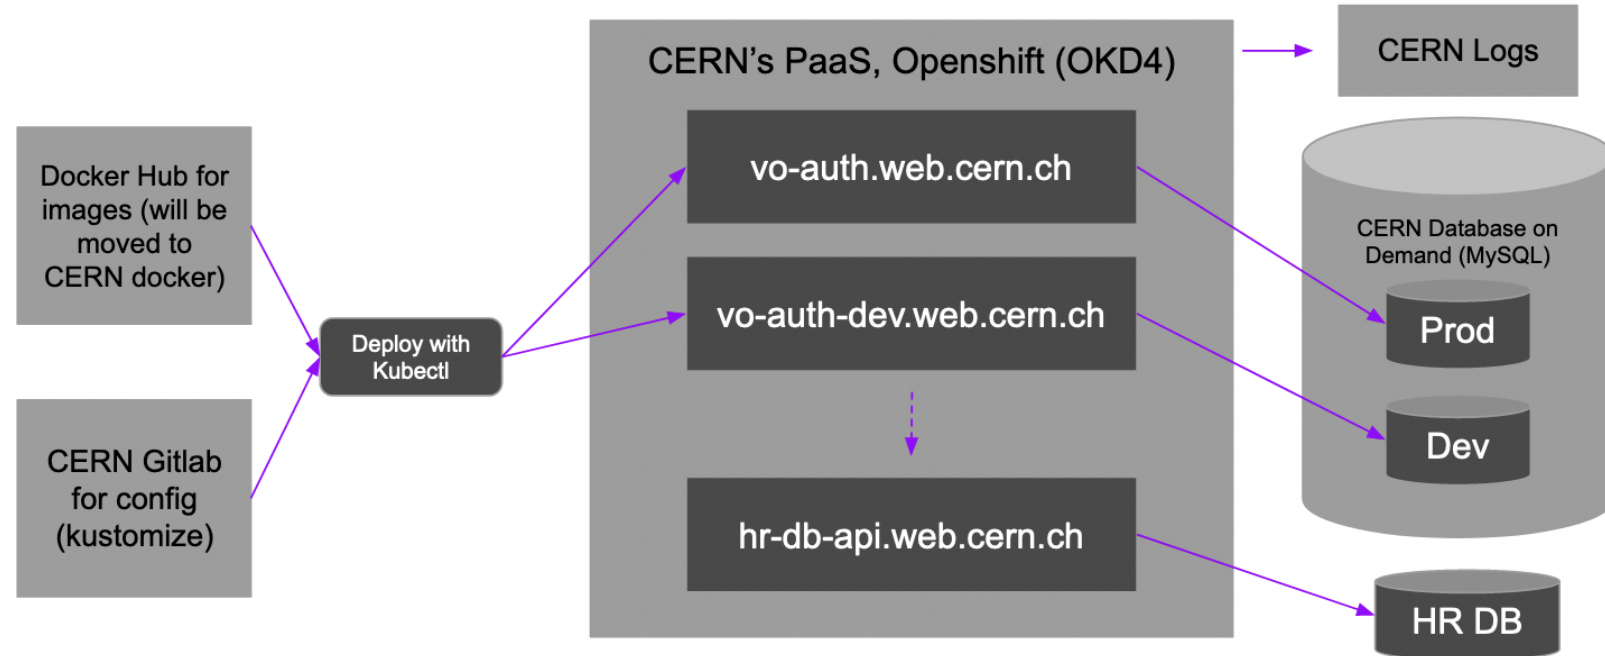 Docker Hub for
images (will be
moved to
CERN docker)
CERN Gitlab
for config
(kustomize)
Deploy with
Kubectl
CERN's PaaS, Openshift (OKD4)
vo-auth.web.cern.ch
vo-auth-dev.web.cern.ch
hr-db-api.web.cern.ch
CERN Logs
CERN Database on
Demand (MySQL)
Prod
Dev
HR DB